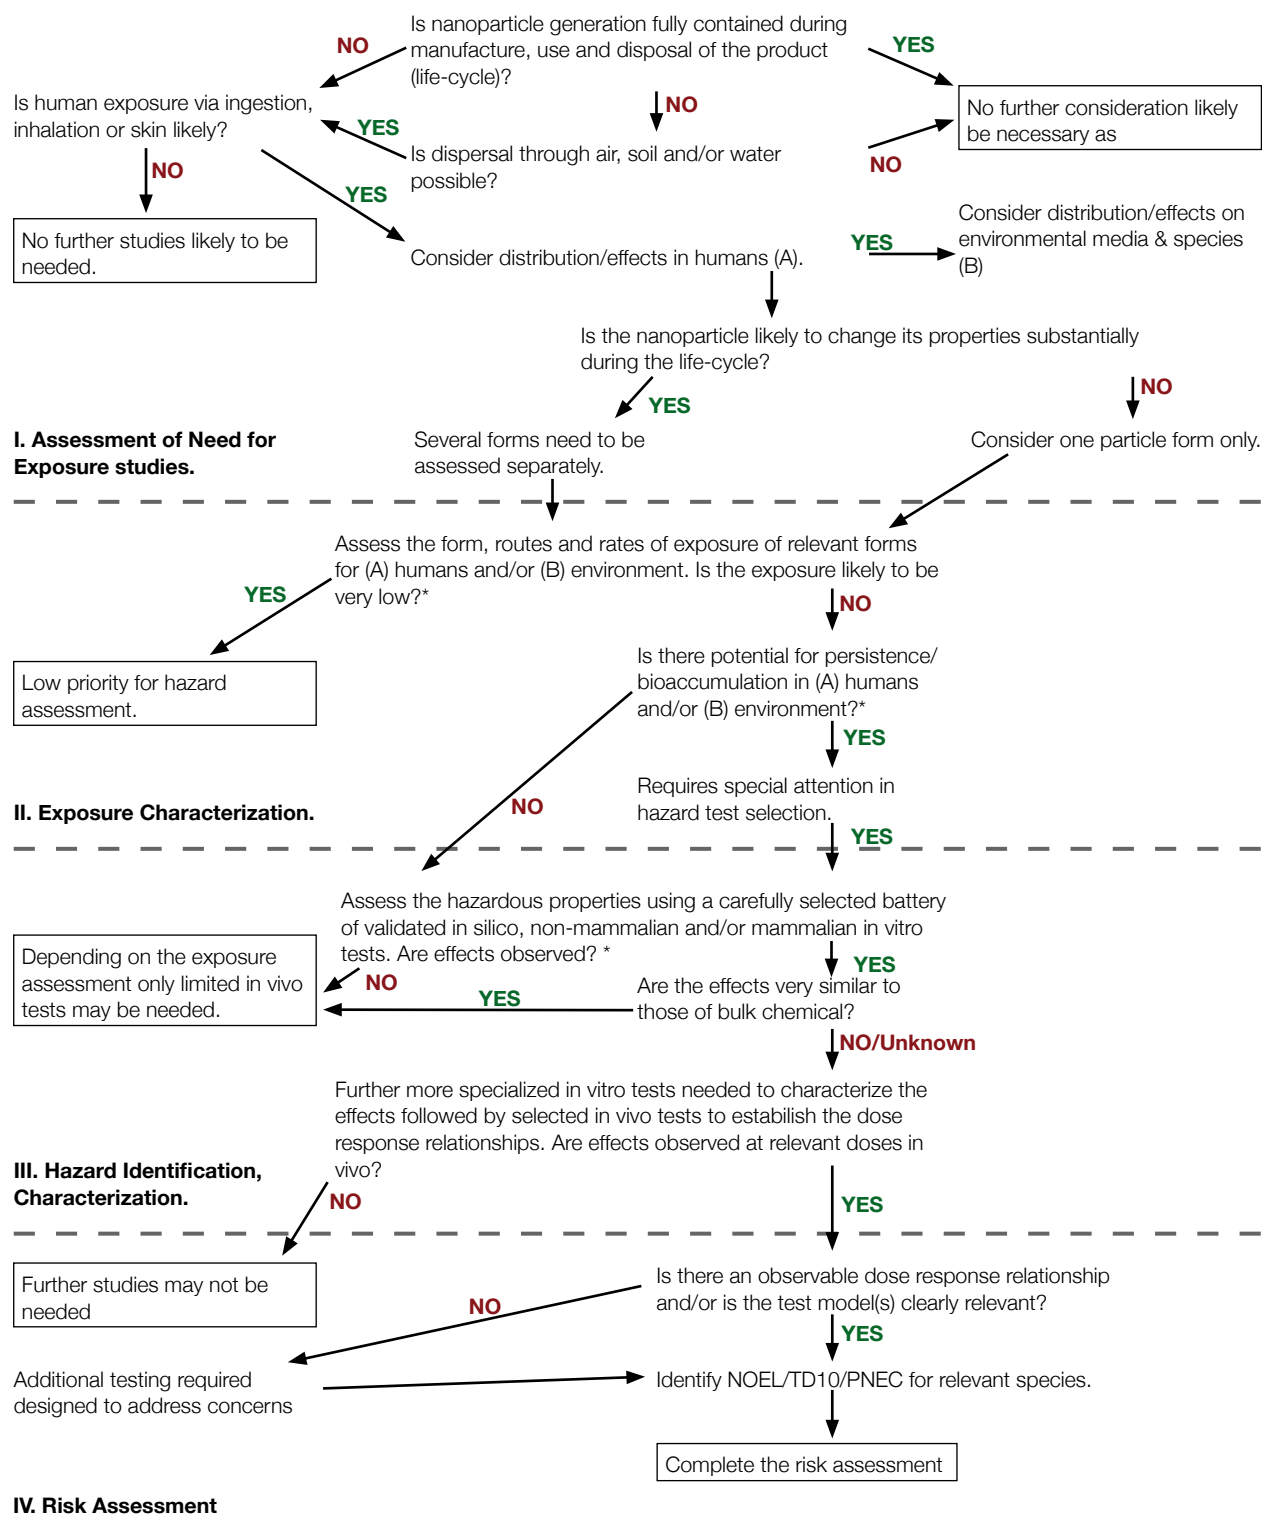 Is nanoparticle generation fully contained during
manufacture, use and disposal of the product
(life-cycle)?
NO
YES
Is human exposure via ingestion,
inhalation or skin likely?
NO
No further consideration likely
be necessary as
YES
Is dispersal through air, soil and/or water
possible?
NO
NO
YES
No further studies likely to be
needed.
Consider distribution/effects in humans (A).
YES
Consider distribution/effects on
environmental media & species
(B)
Is the nanoparticle likely to change its properties substantially
during the life-cycle?
YES
NO
I. Assessment of Need for
Exposure studies.
Several forms need to be
assessed separately.
Consider one particle form only.
Assess the form, routes and rates of exposure of relevant forms
for (A) humans and/or (B) environment. Is the exposure likely to be
very low?*
YES
NO
Low priority for hazard
assessment.
Is there potential for persistence/
bioaccumulation in (A) humans
and/or (B) environment?*
YES
NO
Requires special attention in
hazard test selection.
II. Exposure Characterization.
YES
Assess the hazardous properties using a carefully selected battery
of validated in silico, non-mammalian and/or mammalian in vitro
tests. Are effects observed? *
Depending on the exposure
assessment only limited in vivo
tests may be needed.
NO
YES
YES
Are the effects very similar to
those of bulk chemical?
NO/Unknown
Further more specialized in vitro tests needed to characterize the
effects followed by selected in vivo tests to estabilish the dose
response relationships. Are effects observed at relevant doses in
vivo?
III. Hazard Identification,
Characterization.
NO
YES
Further studies may not be
needed
Is there an observable dose response relationship
and/or is the test model(s) clearly relevant?
NO
YES
Additional testing required
designed to address concerns
Identify NOEL/TD10/PNEC for relevant species.
Complete the risk assessment
IV. Risk Assessment